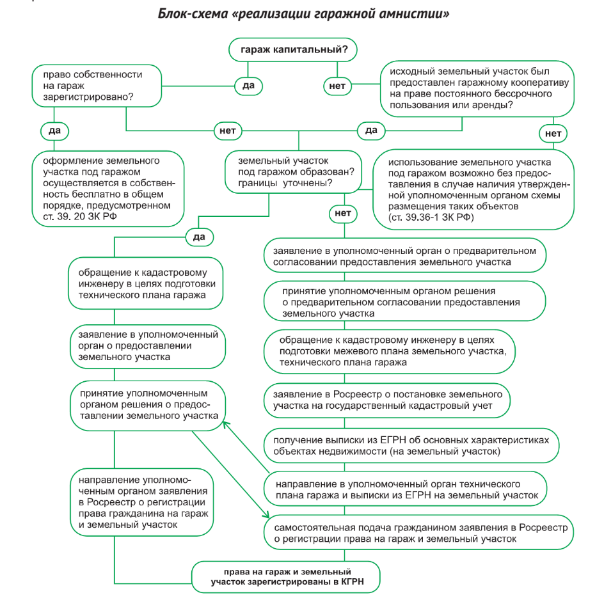 Блок-схема «реализации гаражной амнистии»
гараж капитальный?
право собственности
на гараж
зарегистрировано?
да
нет
исходный земельный участок был
предоставлен гаражному кооперативу
на праве постоянного бессрочного
пользования или аренды?
да
нет
да
нет
оформление земельного
участка под гаражом
осуществляется в собствен-
ность бесплатно в общем
порядке, предусмотренном
ст. 39. 20 ЗК РФ
земельный участок
под гаражом образован?
границы уточнены?
использование земельного участка
под гаражом возможно без предо-
ставления в случае наличия утвержден-
ной уполномоченным органом схемы
размещения таких объектов
(ст. 39.36-1 ЗК РФ)
да
нет
обращение к кадастровому
инженеру в целях подготовки
технического плана гаража
заявление в уполномоченный
орган о предоставлении
земельного участка
принятие уполномоченным
органом решения о предос-
тавлении земельного участка
направление уполномо-
ченным органом заявления
в Росреестр о регистрации
права гражданина на гараж
и земельный участок
заявление в уполномоченный орган о предварительном
согласовании предоставления земельного участка
принятие уполномоченным органом решения
о предварительном согласовании предоставления
земельного участка
обращение к кадастровому инженеру в целях
подготовки межевого плана земельного участка,
технического плана гаража
заявление в Росреестр о постановке земельного
участка на государственный кадастровый учет
получение выписки из ЕГРН об основных характеристиках
объектах недвижимости (на земельный участок)
направление в уполномоченный орган технического
плана гаража и выписки из ЕГРН на земельный участок
самостоятельная подача гражданином заявления в Росреестр
о регистрации права на гараж и земельный участок
права на гараж и земельный
участок зарегистрированы в КГРН